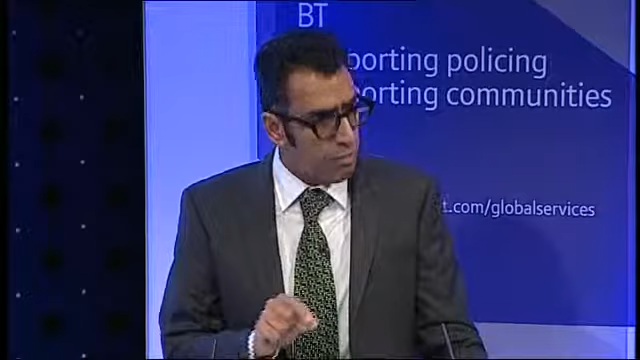 BT
porting policing
porting communities
t.com/globalservices